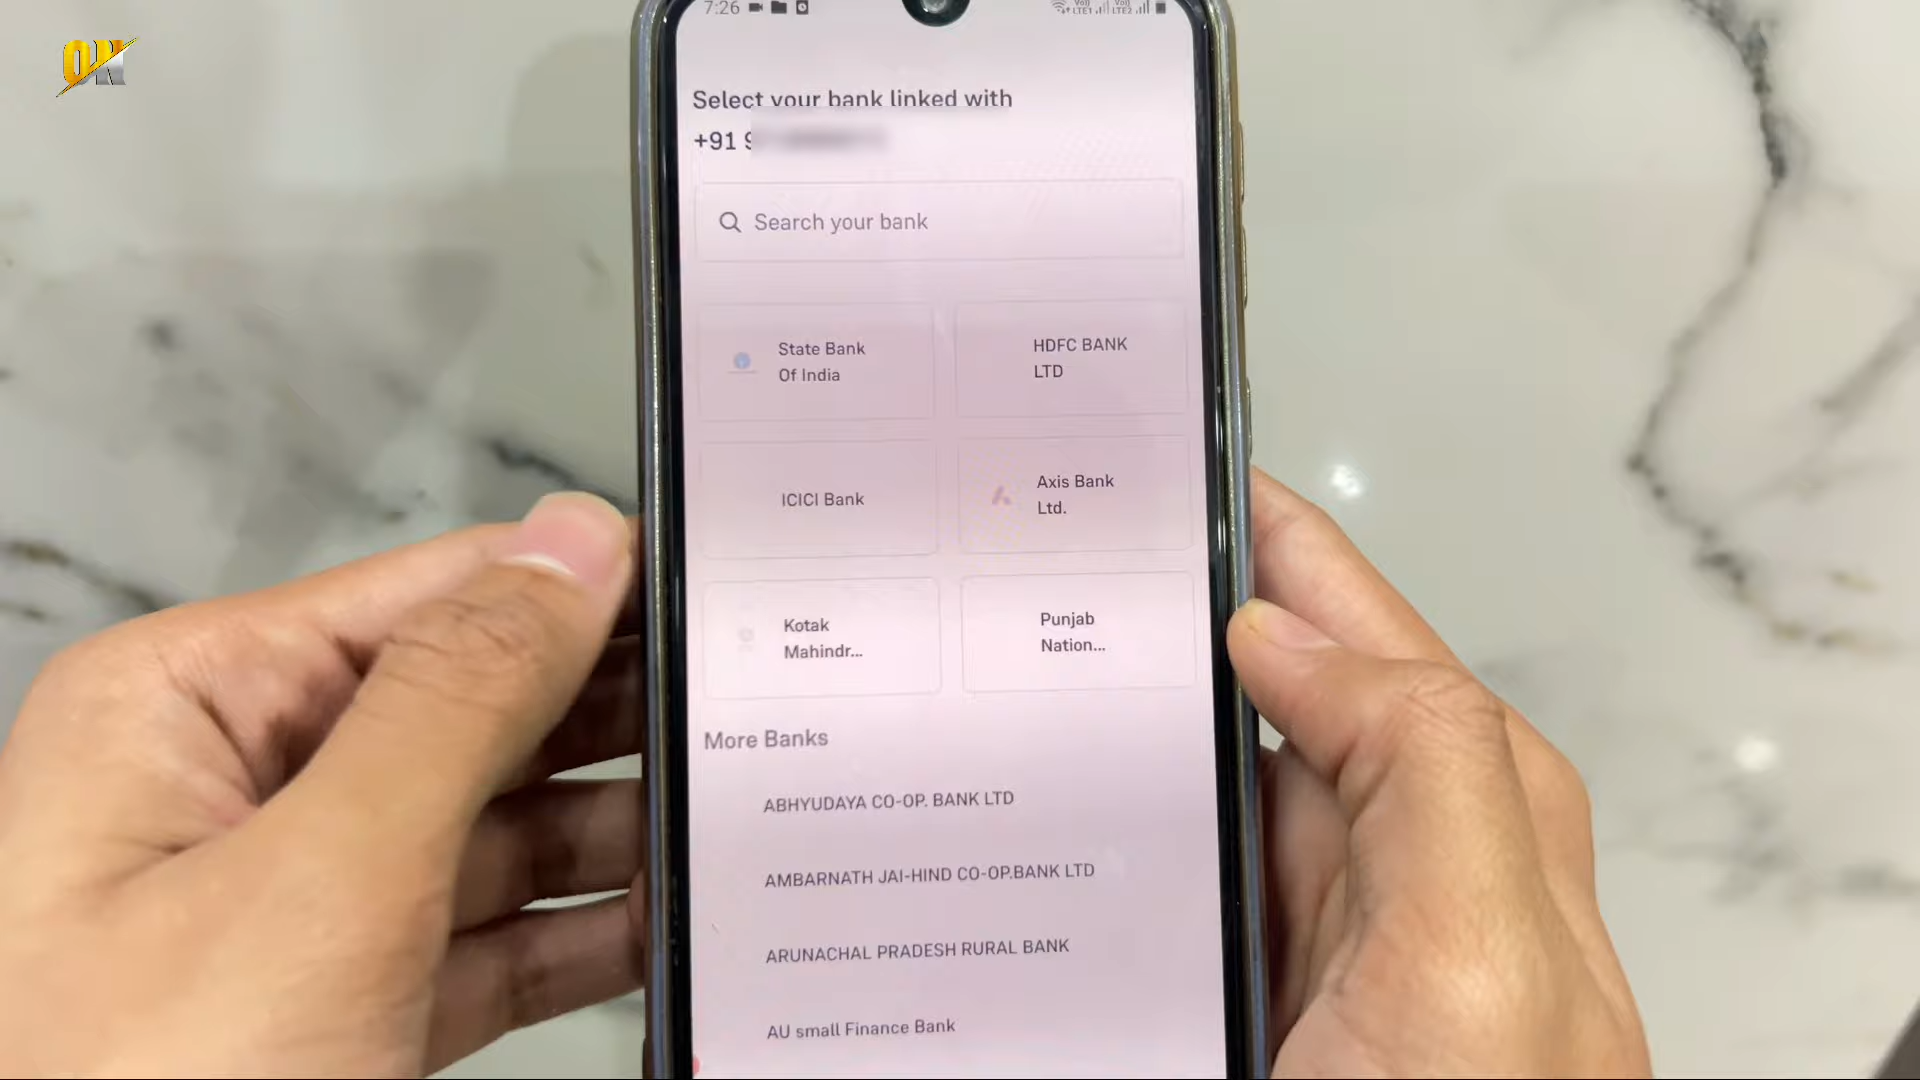 ON
7:26
Select your bank linked with
+91 9
Search your bank
State Bank
Of India
HDFC BANK
LTD
ICICI Bank
Axis Bank
Ltd.
Kotak
Mahindr...
Punjab
Nation...
More Banks
ABHYUDAYA CO-OP. BANK LTD
AMBARNATH JAI-HIND CO-OP.BANK LTD
ARUNACHAL PRADESH RURAL BANK
AU small Finance Bank